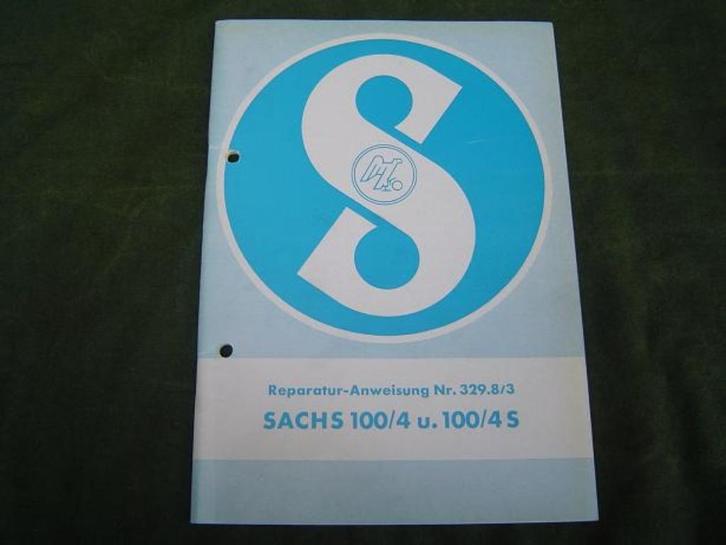 S
Reparatur-Anweisung Nr. 329.8/3
SACHS 100/4 u. 100/4 S